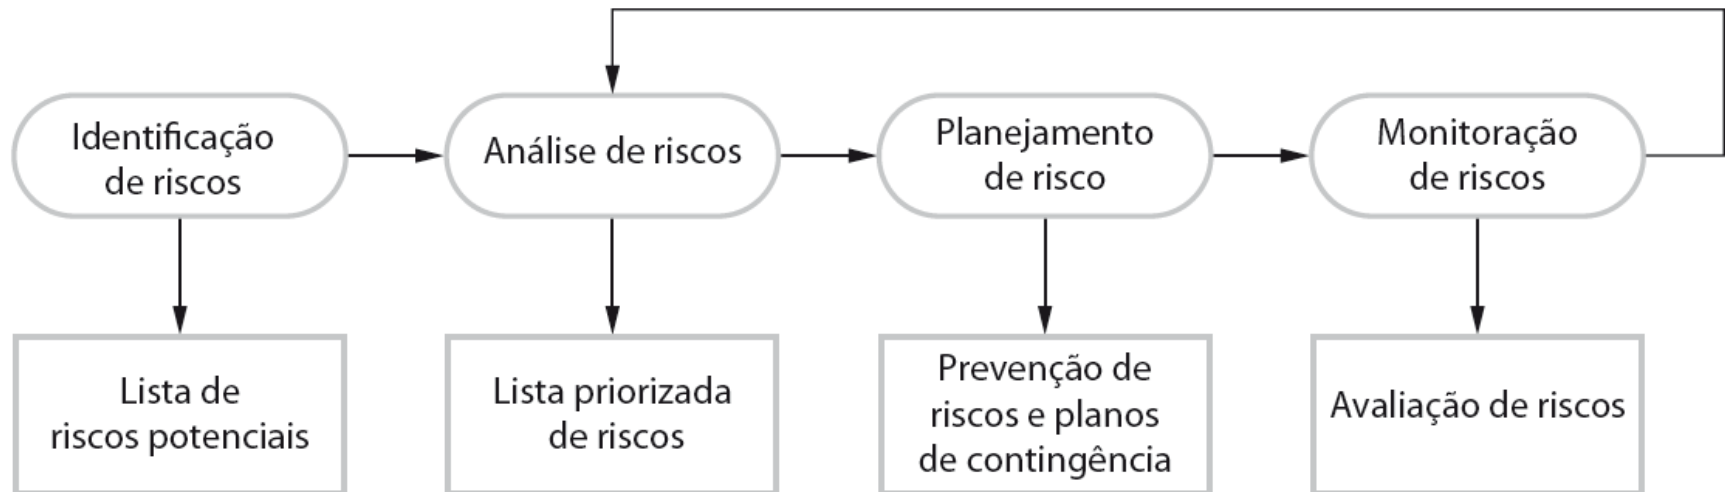 Identificação
de riscos
Análise de riscos
Planejamento
de risco
Monitoração
de riscos
Lista de
riscos potenciais
Lista priorizada
de riscos
Prevenção de
riscos e planos
de contingência
Avaliação de riscos